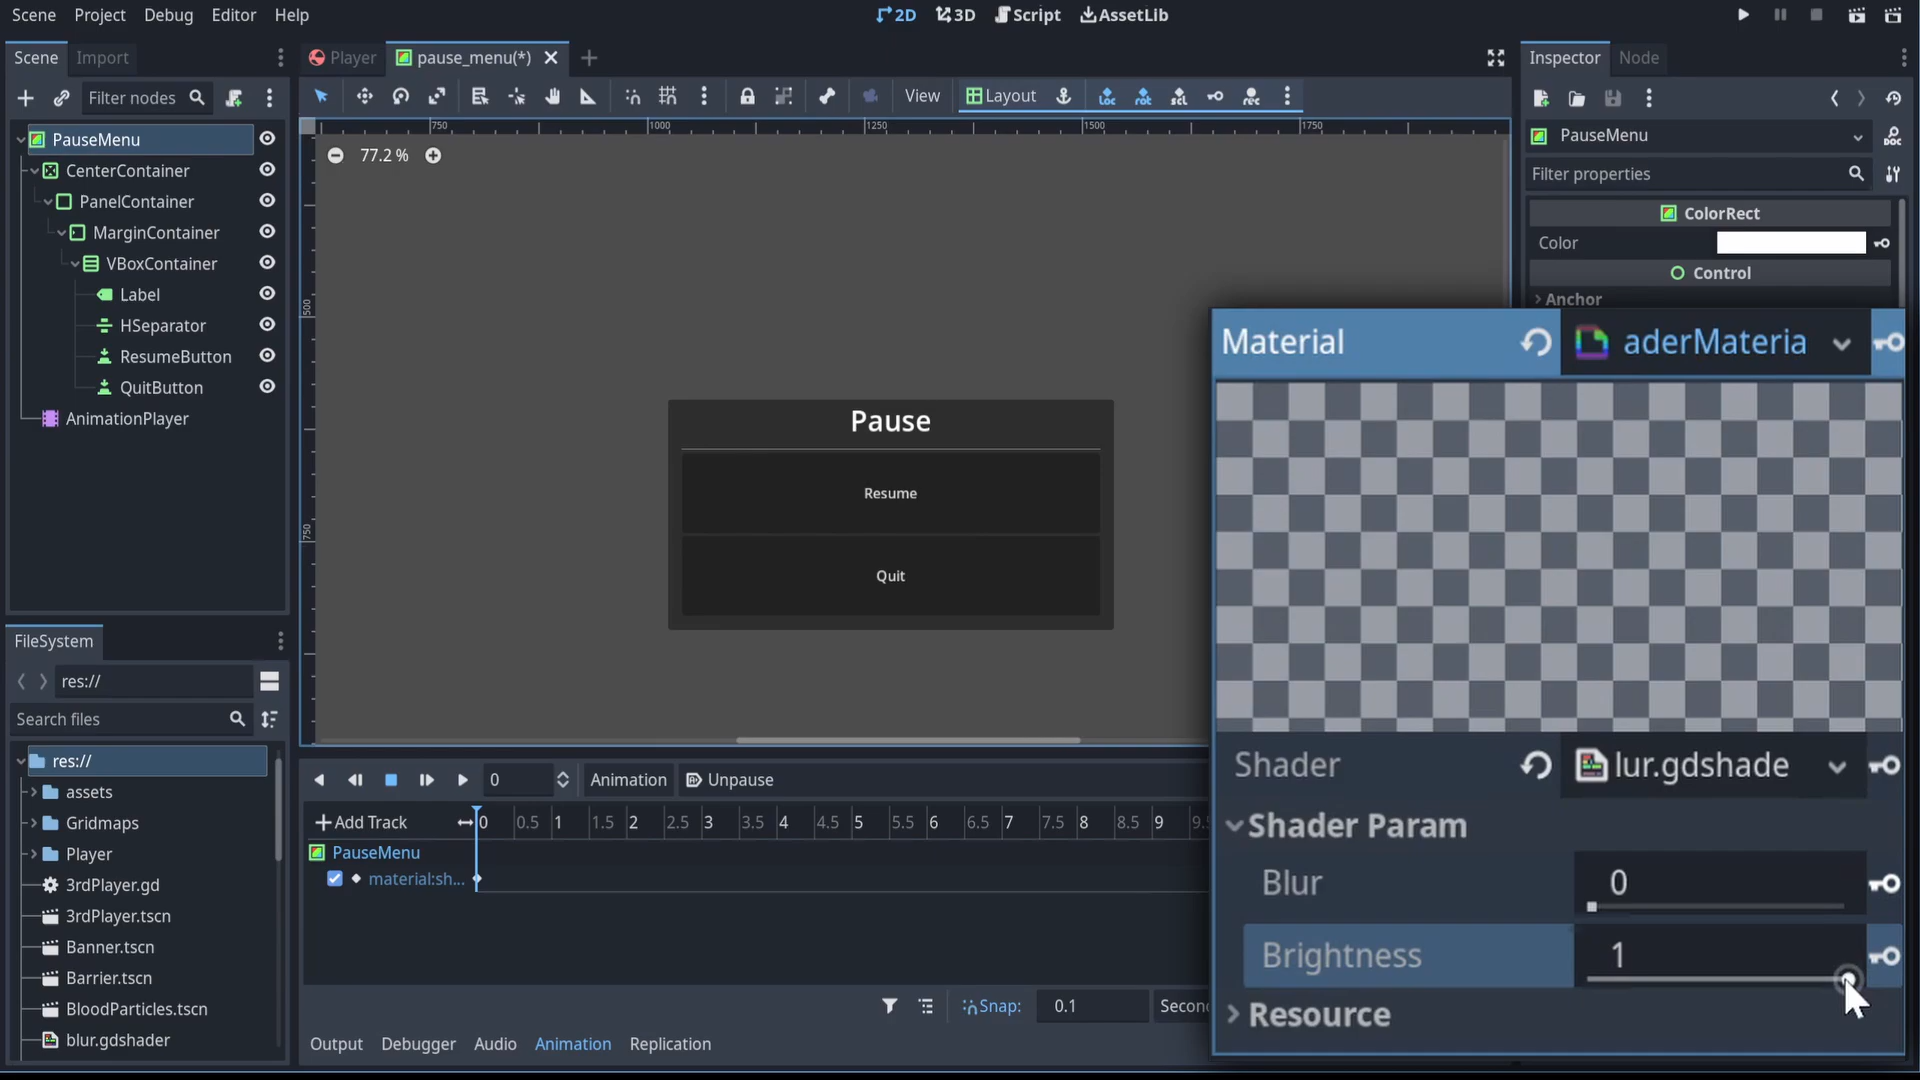 Scene Project Debug Editor Help
2D 3D Script AssetLib
Scene Import
Player pause_menu(*)
Inspector Node
Filter nodes
View Layout
PauseMenu
CenterContainer
PanelContainer
MarginContainer
VBoxContainer
Label
HSeparator
ResumeButton
QuitButton
AnimationPlayer
750 1000 1250 1500 1750
77.2 %
500
750
Pause
Resume
Quit
PauseMenu
DOC
Filter properties
ColorRect
Color
Control
Anchor
Material aderMateria
Shader lur.gdshade
Shader Param
Blur 0
Brightness 1
Resource
FileSystem
res://
Search files
res://
assets
Gridmaps
Player
3rdPlayer.gd
3rdPlayer.tscn
Banner.tscn
Barrier.tscn
BloodParticles.tscn
blur.gdshader
0 Animation Unpause
Add Track 0 0.5 1 1.5 2 2.5 3 3.5 4 4.5 5 5.5 6 6.5 7 7.5 8 8.5 9 9.5
PauseMenu
material:sh...
Snap: 0.1 Secon
Output Debugger Audio Animation Replication